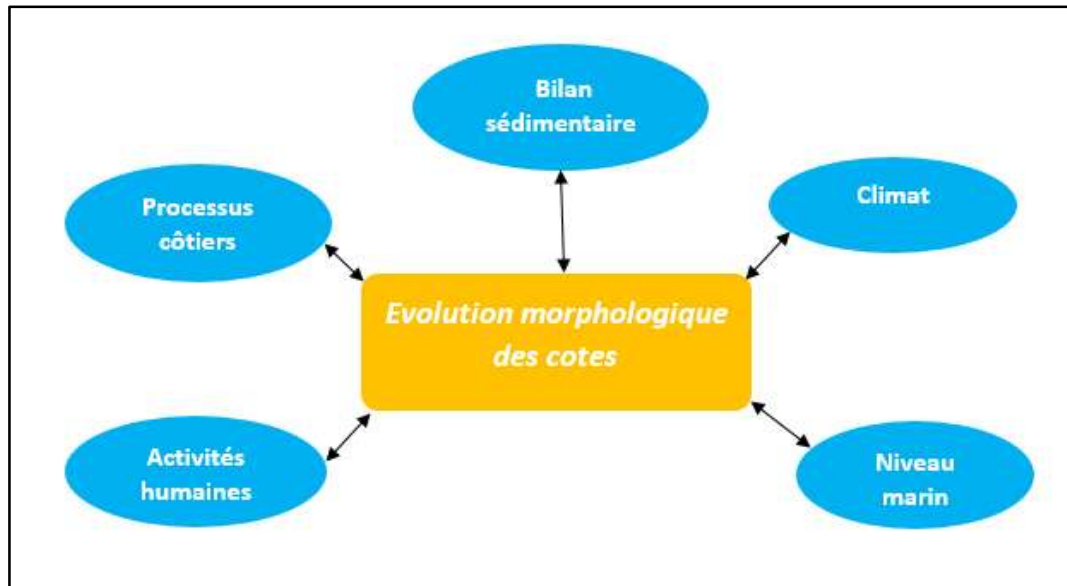 Bilan
sédimentaire
Processus
côtiers
Climat
Evolution morphologique
des cotes
Activités
humaines
Niveau
marin